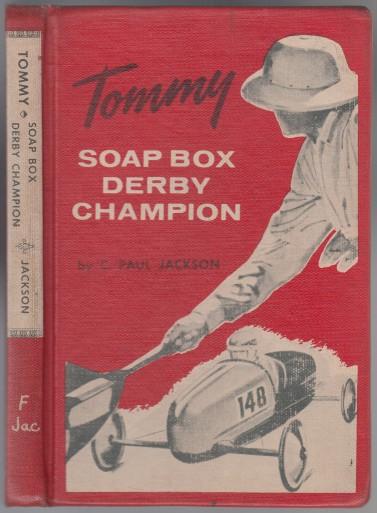 Tommy
SOAP BOX
DERBY
CHAMPION
by C. PAUL JACKSON
148
TOMMY
SOAP BOX
DERBY CHAMPION
JACKSON
F
Jac